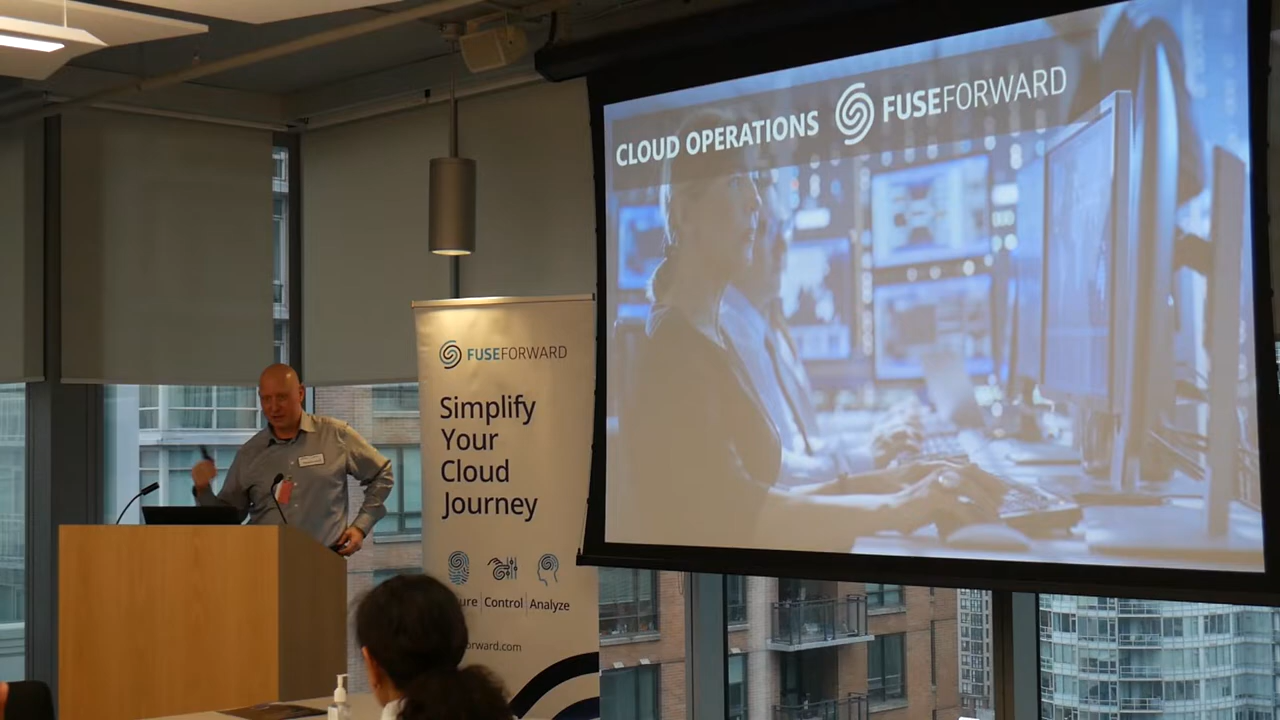 CLOUD OPERATIONS FUSEFORWARD
FUSEFORWARD
Simplify
Your
Cloud
Journey
Control Analyze